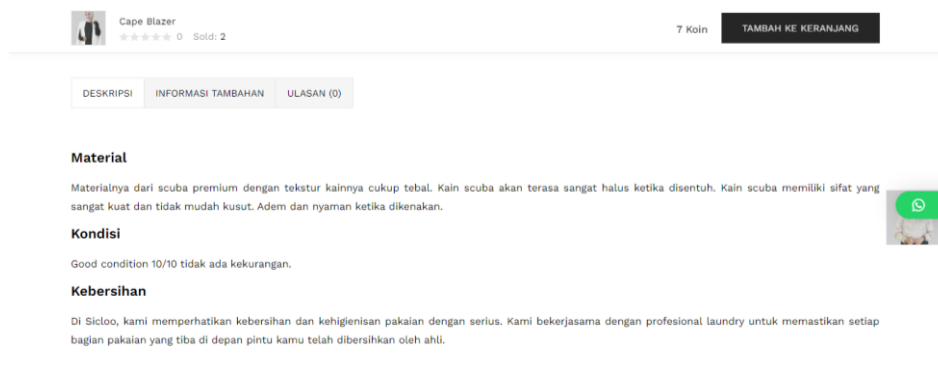 Cape Blazer
0 Sold: 2
7 Koin
TAMBAH KE KERANJANG
DESKRIPSI INFORMASI TAMBAHAN ULASAN (0)
Material
Materialnya dari scuba premium dengan tekstur kainnya cukup tebal. Kain scuba akan terasa sangat halus ketika disentuh. Kain scuba memiliki sifat yang
sangat kuat dan tidak mudah kusut. Adem dan nyaman ketika dikenakan.
Kondisi
Good condition 10/10 tidak ada kekurangan.
Kebersihan
Di Sicloo, kami memperhatikan kebersihan dan kehigienisan pakaian dengan serius. Kami bekerjasama dengan profesional laundry untuk memastikan setiap
bagian pakaian yang tiba di depan pintu kamu telah dibersihkan oleh ahli.